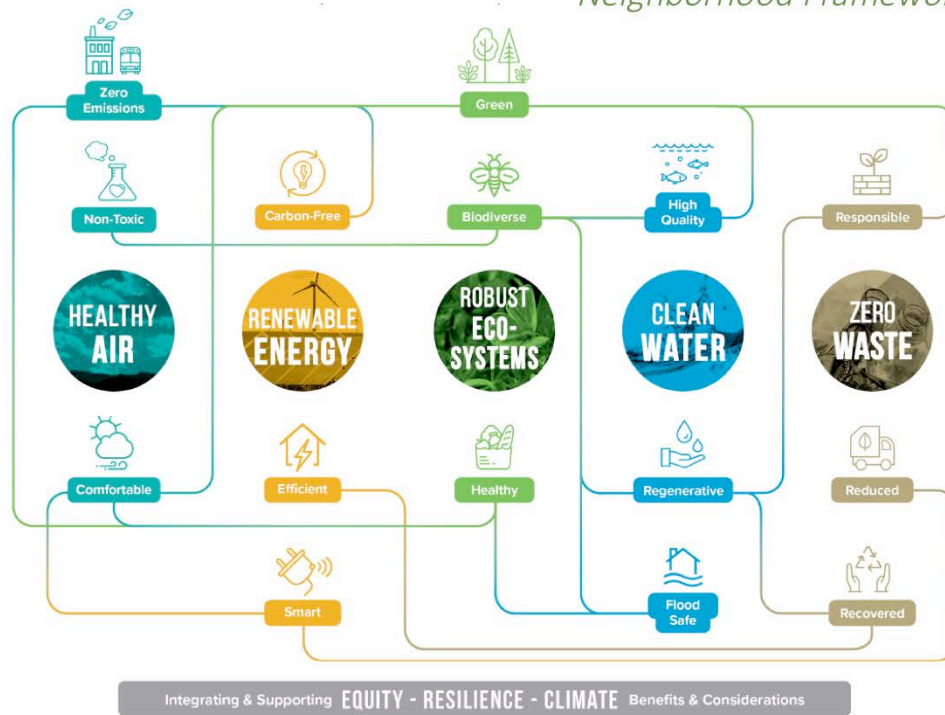 Neighborhood Framework
Zero
Emissions
Green
Non-Toxic
Carbon-Free
Biodiverse
High
Quality
Responsible
HEALTHY
AIR
RENEWABLE
ENERGY
ROBUST
ECO-
SYSTEMS
CLEAN
WATER
ZERO
WASTE
Comfortable
Efficient
Healthy
Regenerative
Reduced
Smart
Flood
Safe
Recovered
Integrating & Supporting EQUITY - RESILIENCE - CLIMATE Benefits & Considerations